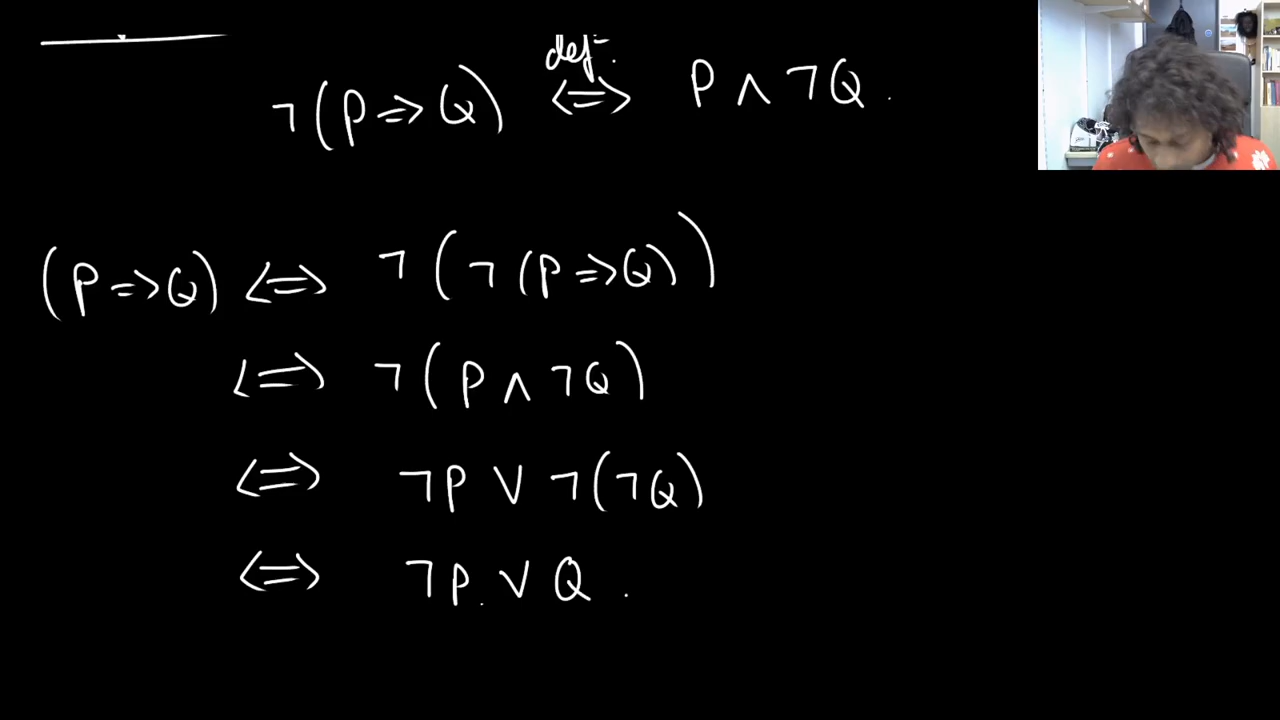 def.
¬(P => Q) <=> P ∧ ¬Q.
(P => Q) <=> ¬(¬(P => Q))
<=> ¬(P ∧ ¬Q)
<=> ¬P ∨ ¬(¬Q)
<=> ¬P ∨ Q.